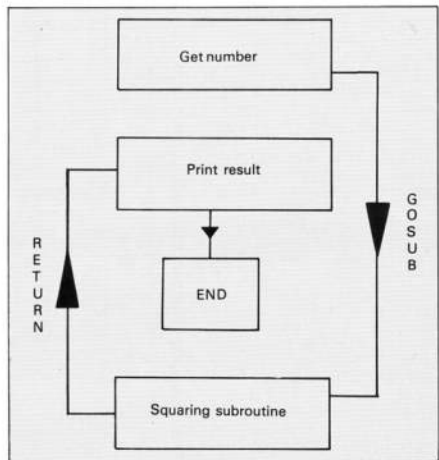 Get number
Print result
GOSUB
RETURN
END
Squaring subroutine